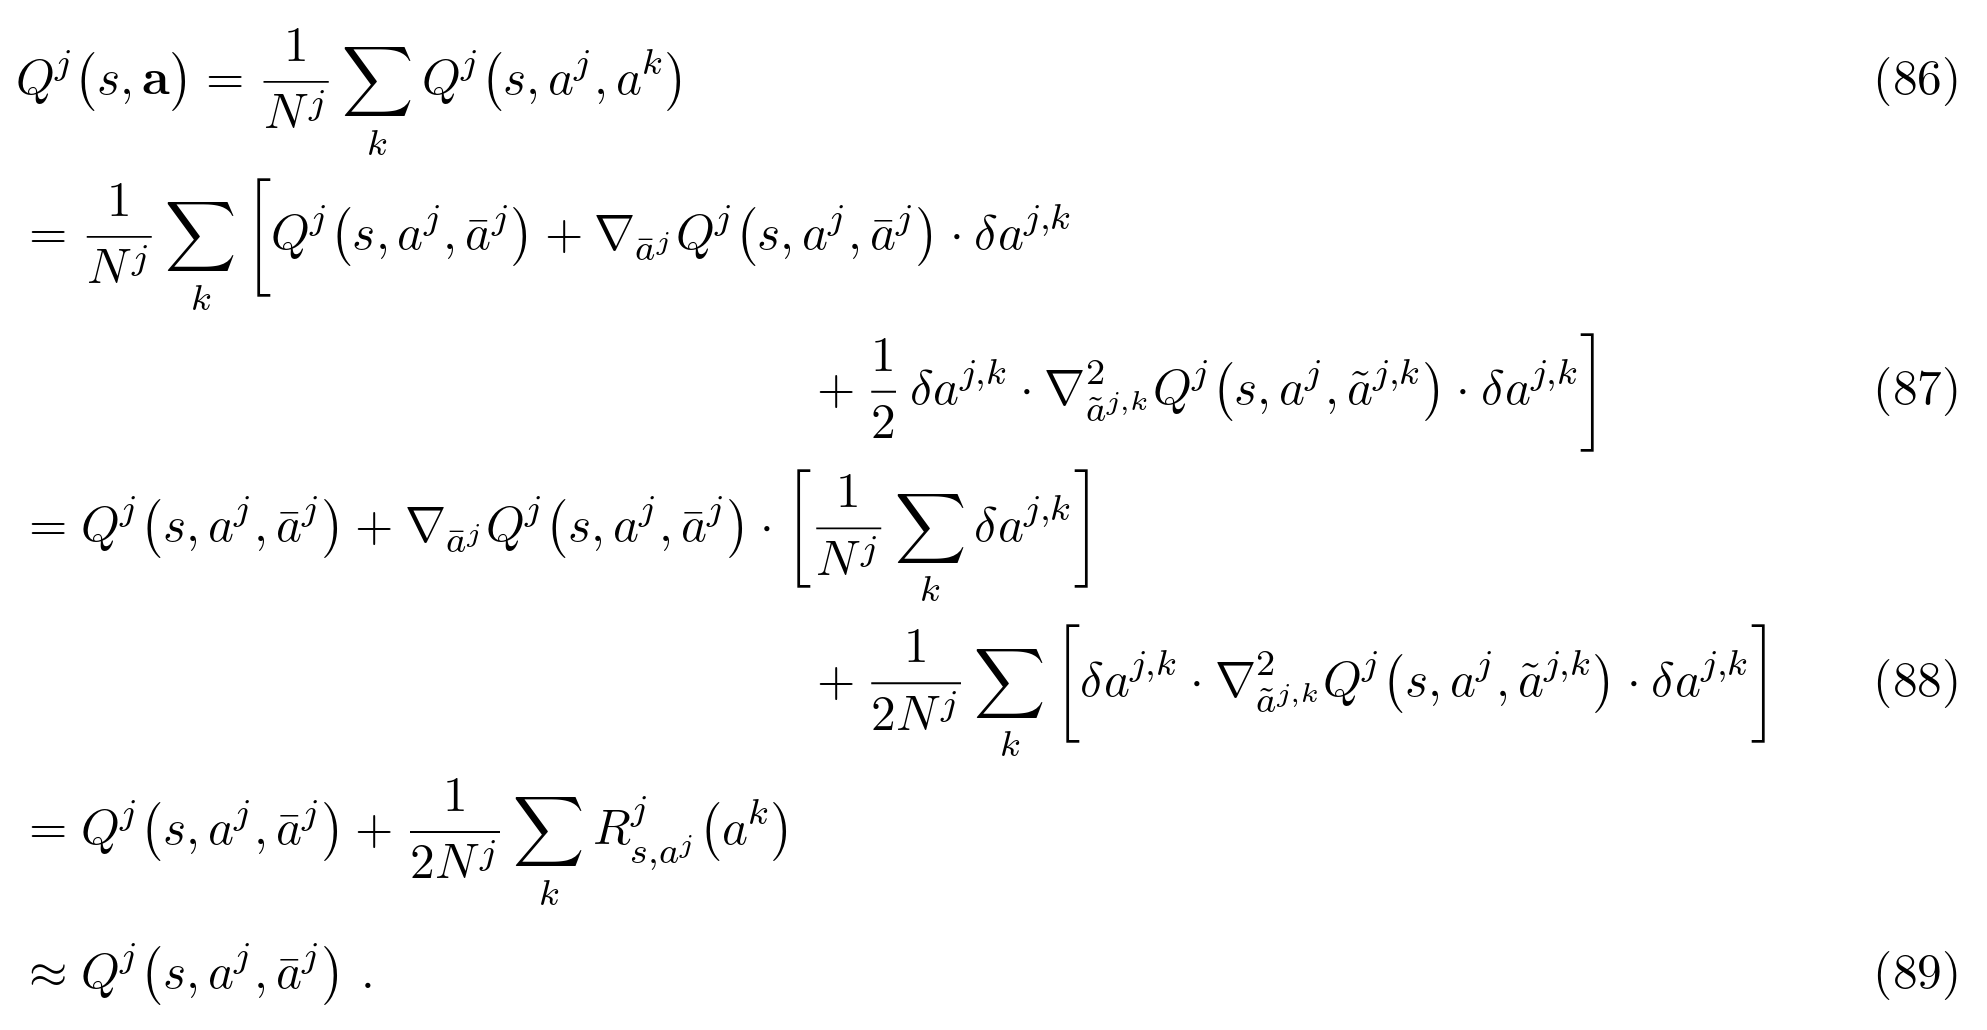 $Q^j(s, \mathbf{a}) = \frac{1}{N^j} \sum_k Q^j(s, a^j, a^k)$ (86)
$= \frac{1}{N^j} \sum_k \Big[ Q^j(s, a^j, \bar{a}^j) + \nabla_{\bar{a}^j} Q^j(s, a^j, \bar{a}^j) \cdot \delta a^{j,k}$
$+ \frac{1}{2} \, \delta a^{j,k} \cdot \nabla^2_{\tilde{a}^{j,k}} Q^j(s, a^j, \tilde{a}^{j,k}) \cdot \delta a^{j,k} \Big]$ (87)
$= Q^j(s, a^j, \bar{a}^j) + \nabla_{\bar{a}^j} Q^j(s, a^j, \bar{a}^j) \cdot \Big[ \frac{1}{N^j} \sum_k \delta a^{j,k} \Big]$
$+ \frac{1}{2N^j} \sum_k \Big[ \delta a^{j,k} \cdot \nabla^2_{\tilde{a}^{j,k}} Q^j(s, a^j, \tilde{a}^{j,k}) \cdot \delta a^{j,k} \Big]$ (88)
$= Q^j(s, a^j, \bar{a}^j) + \frac{1}{2N^j} \sum_k R^j_{s,a^j}(a^k)$
$\approx Q^j(s, a^j, \bar{a}^j) \, .$ (89)